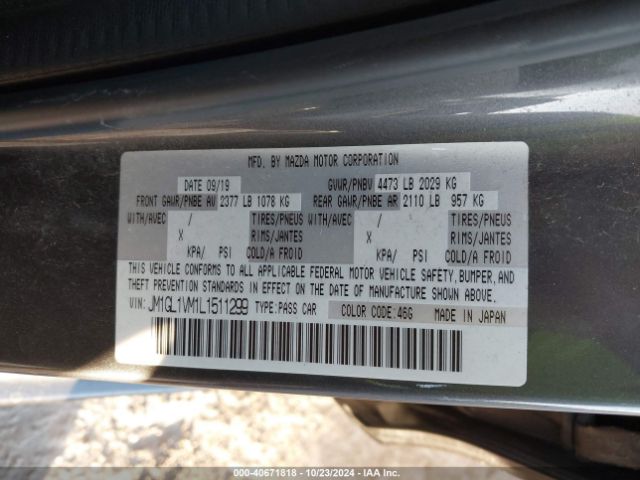 MFD. BY MAZDA MOTOR CORPORATION
DATE 09/19 GVWR/PNBV 4473 LB 2029 KG
FRONT GAWR/PNBE AV 2377 LB 1078 KG REAR GAWR/PNBE AR 2110 LB 957 KG
WITH/AVEC / TIRES/PNEUS WITH/AVEC / TIRES/PNEUS
X RIMS/JANTES X RIMS/JANTES
KPA/ PSI COLD/A FROID KPA/ PSI COLD/A FROID
THIS VEHICLE CONFORMS TO ALL APPLICABLE FEDERAL MOTOR VEHICLE SAFETY, BUMPER, AND
THEFT PREVENTION STANDARDS IN EFFECT ON THE DATE OF MANUFACTURE SHOWN ABOVE.
VIN: JM1GL1VM1L1511299 TYPE: PASS CAR COLOR CODE: 46G MADE IN JAPAN
000-40671818 - 10/23/2024 - IAA Inc.